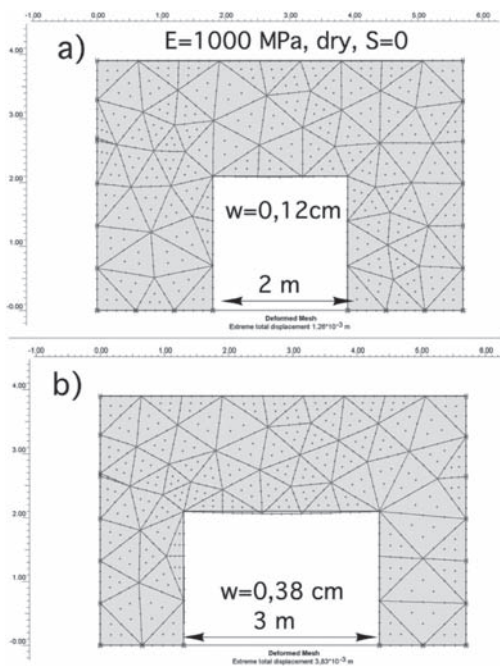 -1,00 0,00 1,00 2,00 3,00 4,00 5,00 6,00
a) E=1000 MPa, dry, S=0
4.00
3.00
2.00
1.00
-0.00
w=0,12cm
2 m
Deformed Mesh
Extreme total displacement 1.28*10-3 m
-1,00 0,00 1,00 2,00 3,00 4,00 5,00 6,00
b)
4.00
3.00
2.00
1.00
-0.00
w=0,38 cm
3 m
Deformed Mesh
Extreme total displacement 3,83*10-3 m